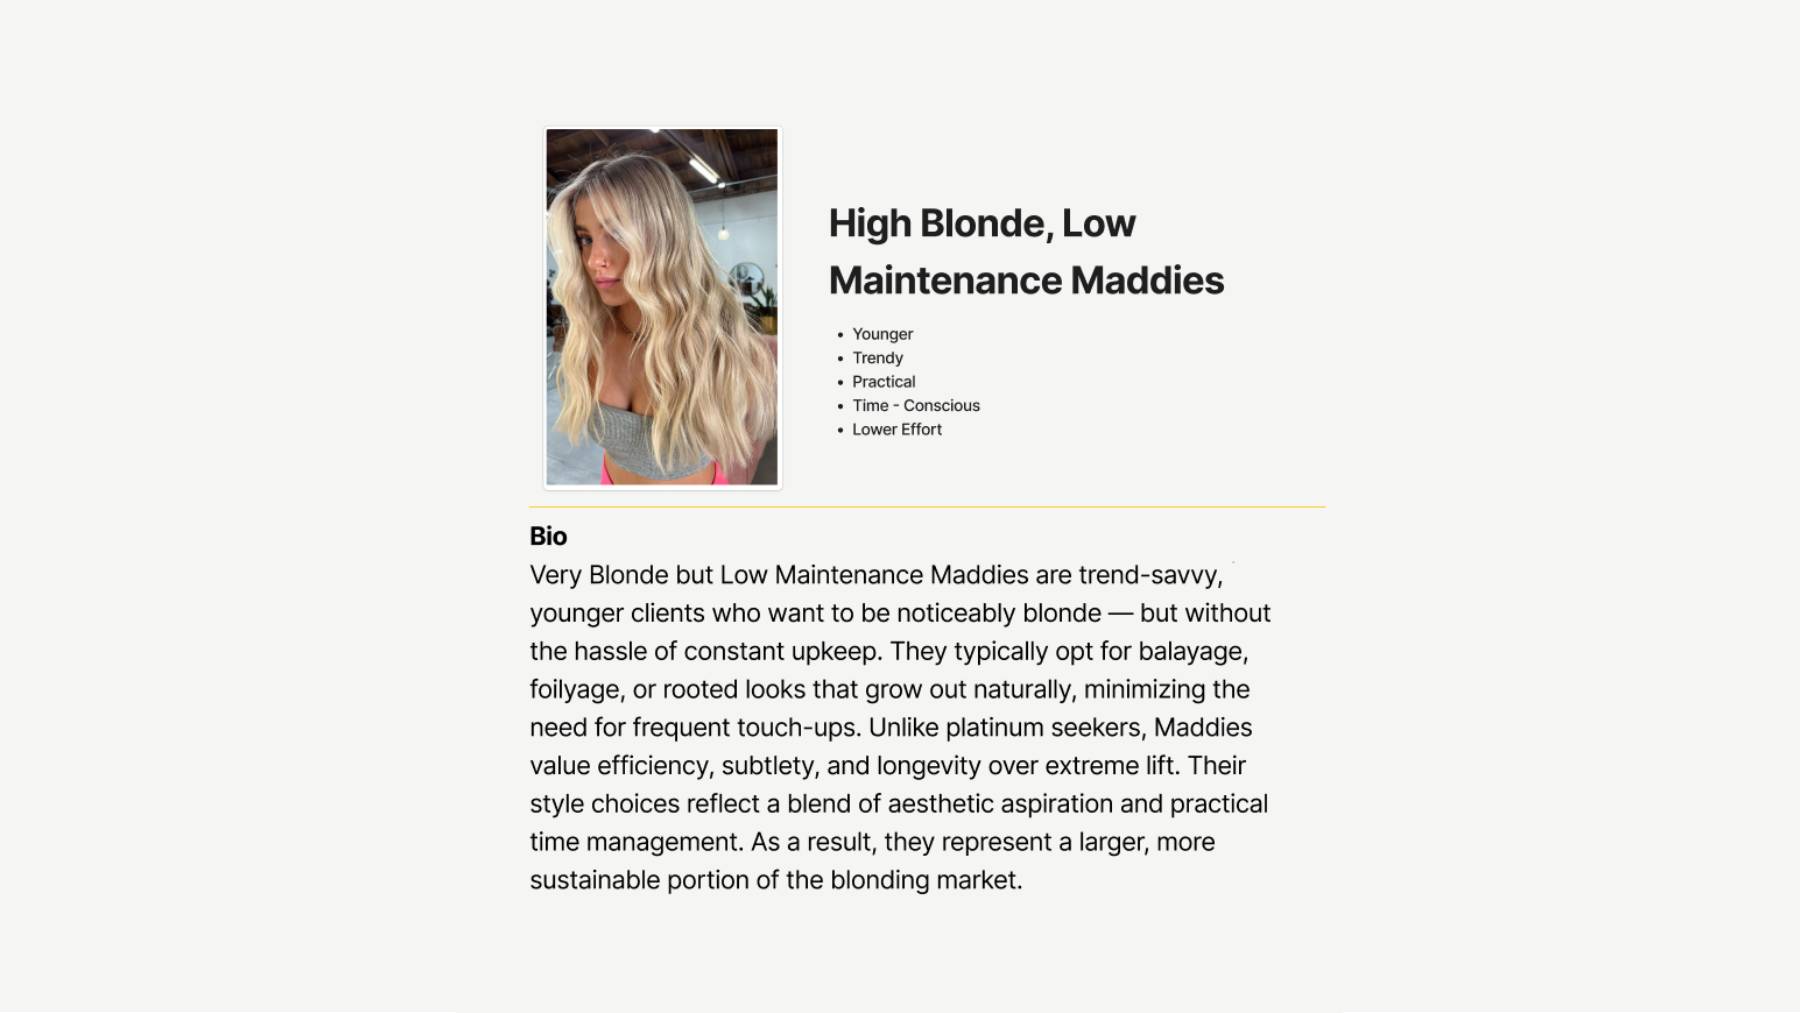 High Blonde, Low
Maintenance Maddies
• Younger
• Trendy
• Practical
• Time - Conscious
• Lower Effort
Bio
Very Blonde but Low Maintenance Maddies are trend-savvy,
younger clients who want to be noticeably blonde — but without
the hassle of constant upkeep. They typically opt for balayage,
foilyage, or rooted looks that grow out naturally, minimizing the
need for frequent touch-ups. Unlike platinum seekers, Maddies
value efficiency, subtlety, and longevity over extreme lift. Their
style choices reflect a blend of aesthetic aspiration and practical
time management. As a result, they represent a larger, more
sustainable portion of the blonding market.